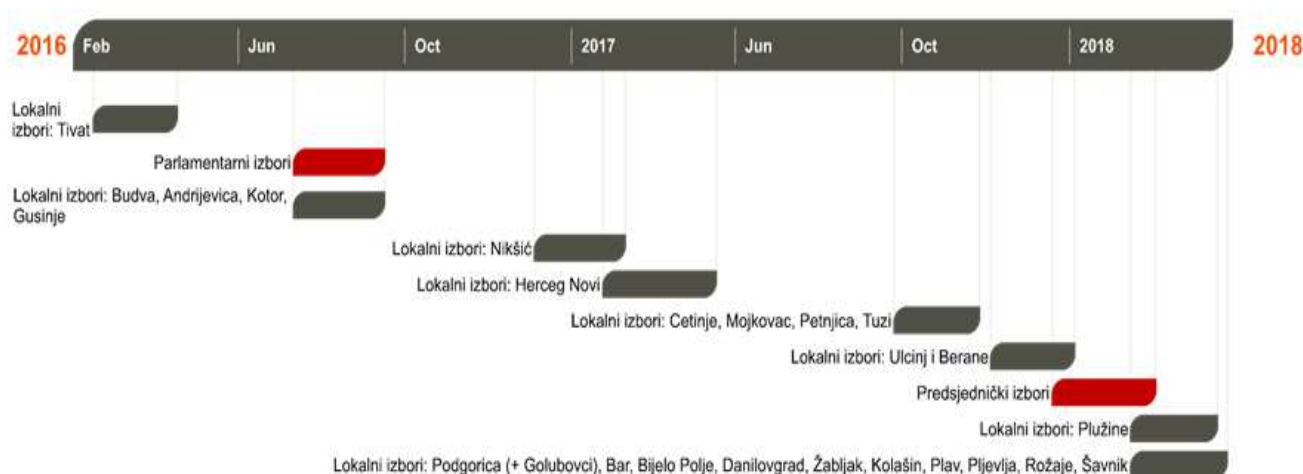 2016 Feb Jun Oct 2017 Jun Oct 2018 2018
Lokalni
izbori: Tivat
Parlamentarni izbori
Lokalni izbori: Budva, Andrijevica, Kotor,
Gusinje
Lokalni izbori: Nikšić
Lokalni izbori: Herceg Novi
Lokalni izbori: Cetinje, Mojkovac, Petnjica, Tuzi
Lokalni izbori: Ulcinj i Berane
Predsjednički izbori
Lokalni izbori: Plužine
Lokalni izbori: Podgorica (+ Golubovci), Bar, Bijelo Polje, Danilovgrad, Žabljak, Kolašin, Plav, Pljevlja, Rožaje, Šavnik